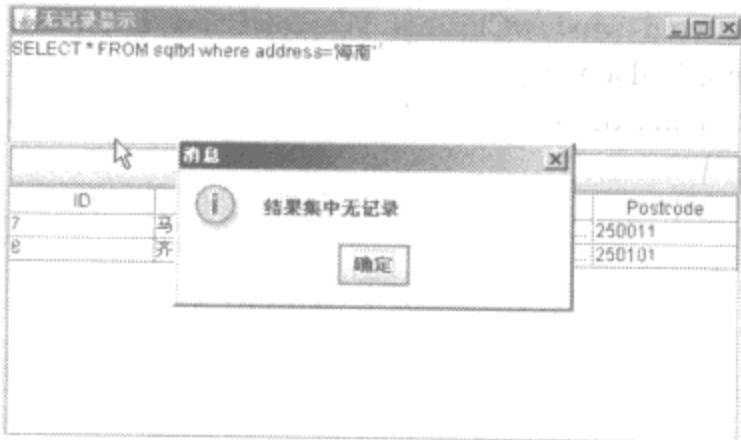 无记录显示
SELECT * FROM sqltbl where address='海南'
消息
结果集中无记录
确定
ID Postcode
7 马 ... 250011
8 齐 ... 250101